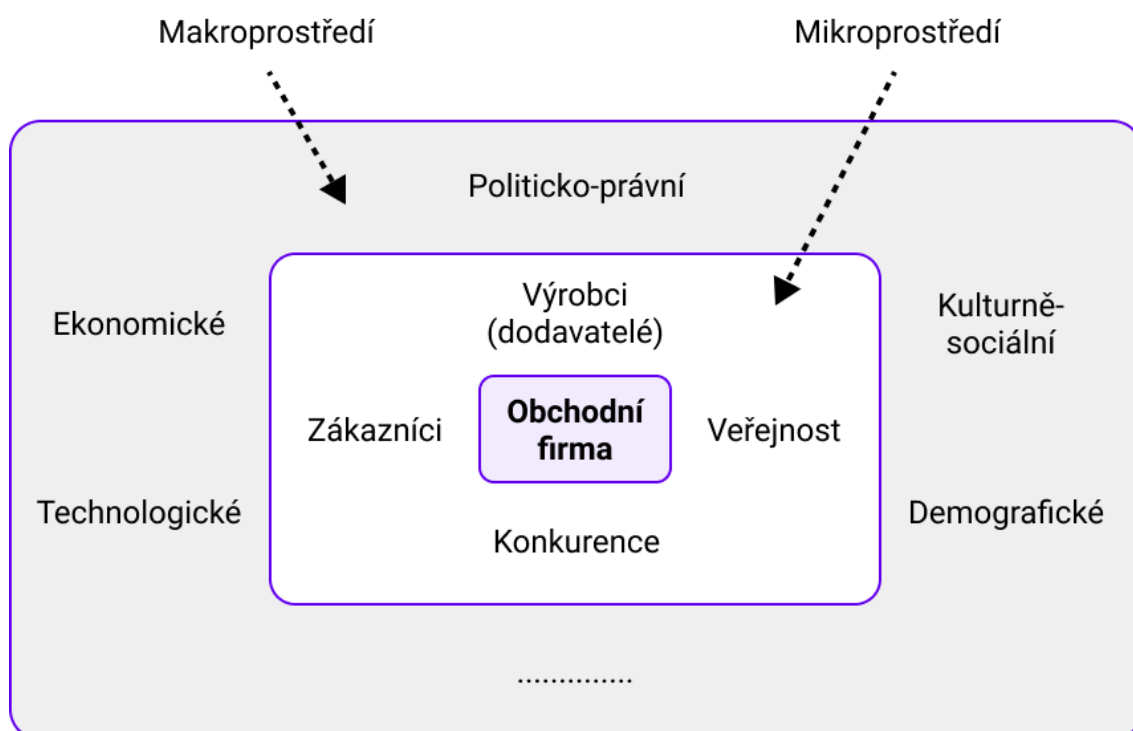 Makroprostředí
Mikroprostředí
Politicko-právní
Ekonomické
Výrobci
(dodavatelé)
Kulturně-
sociální
Zákazníci
Obchodní
firma
Veřejnost
Technologické
Konkurence
Demografické
..............